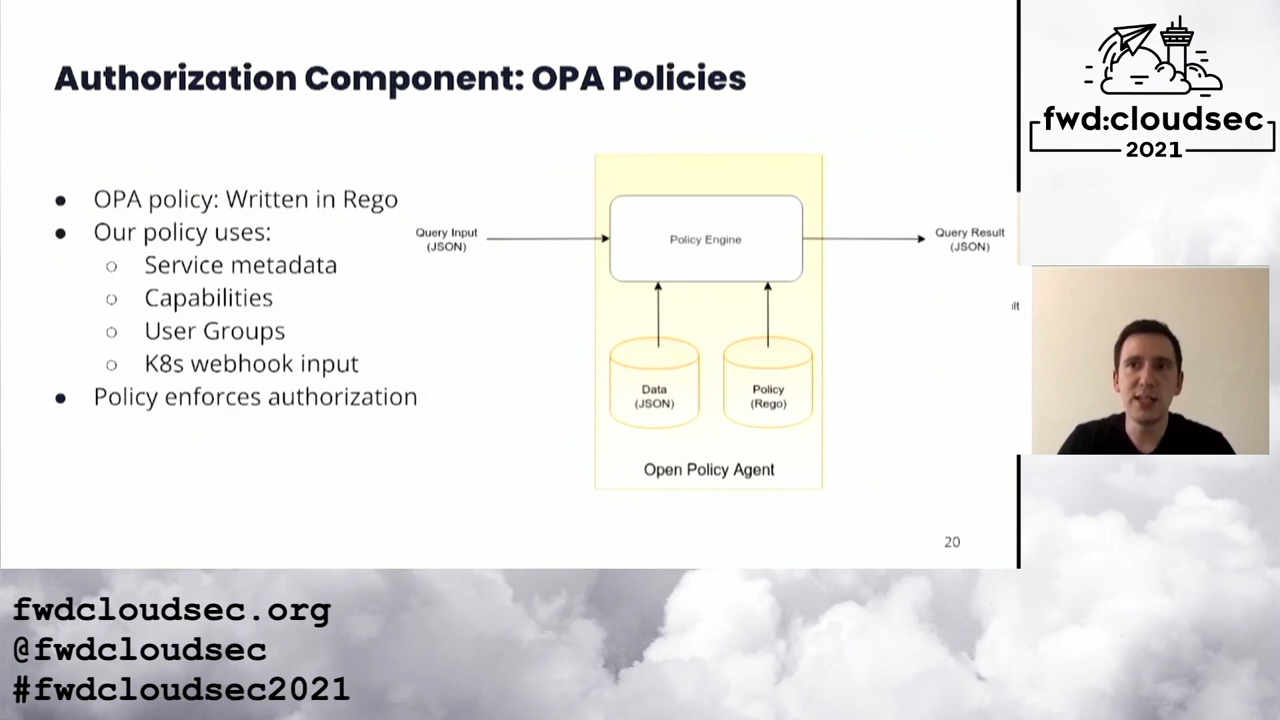 Authorization Component: OPA Policies
● OPA policy: Written in Rego
● Our policy uses:
○ Service metadata
○ Capabilities
○ User Groups
○ K8s webhook input
● Policy enforces authorization
Query Input
(JSON)
Policy Engine
Query Result
(JSON)
Data
(JSON)
Policy
(Rego)
Open Policy Agent
20
fwd:cloudsec
2021
fwdcloudsec.org
@fwdcloudsec
#fwdcloudsec2021